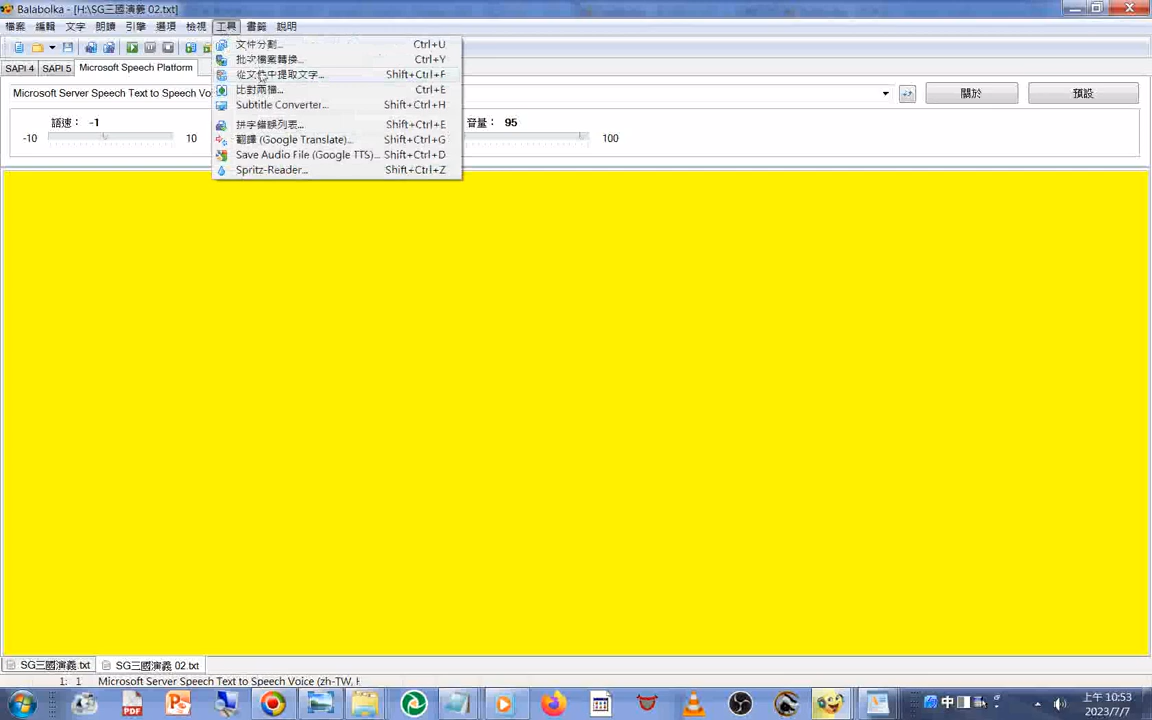 Balabolka - [H:\SG三國演義 02.txt]
檔案 編輯 文字 朗讀 引擎 選項 檢視 工具 書籤 說明
文件分割... Ctrl+U
批次檔案轉換... Ctrl+Y
從文件中提取文字... Shift+Ctrl+F
比對兩檔... Ctrl+E
Subtitle Converter... Shift+Ctrl+H
拼字錯誤列表... Shift+Ctrl+E
翻譯 (Google Translate)... Shift+Ctrl+G
Save Audio File (Google TTS)... Shift+Ctrl+D
Spritz-Reader... Shift+Ctrl+Z
SAPI 4 SAPI 5 Microsoft Speech Platform
Microsoft Server Speech Text to Speech Vo
關於 預設
語速： -1 音量： 95
-10 10 100
SG三國演義.txt SG三國演義 02.txt
1: 1 Microsoft Server Speech Text to Speech Voice (zh-TW, H
PDF
中
上午 10:53
2023/7/7